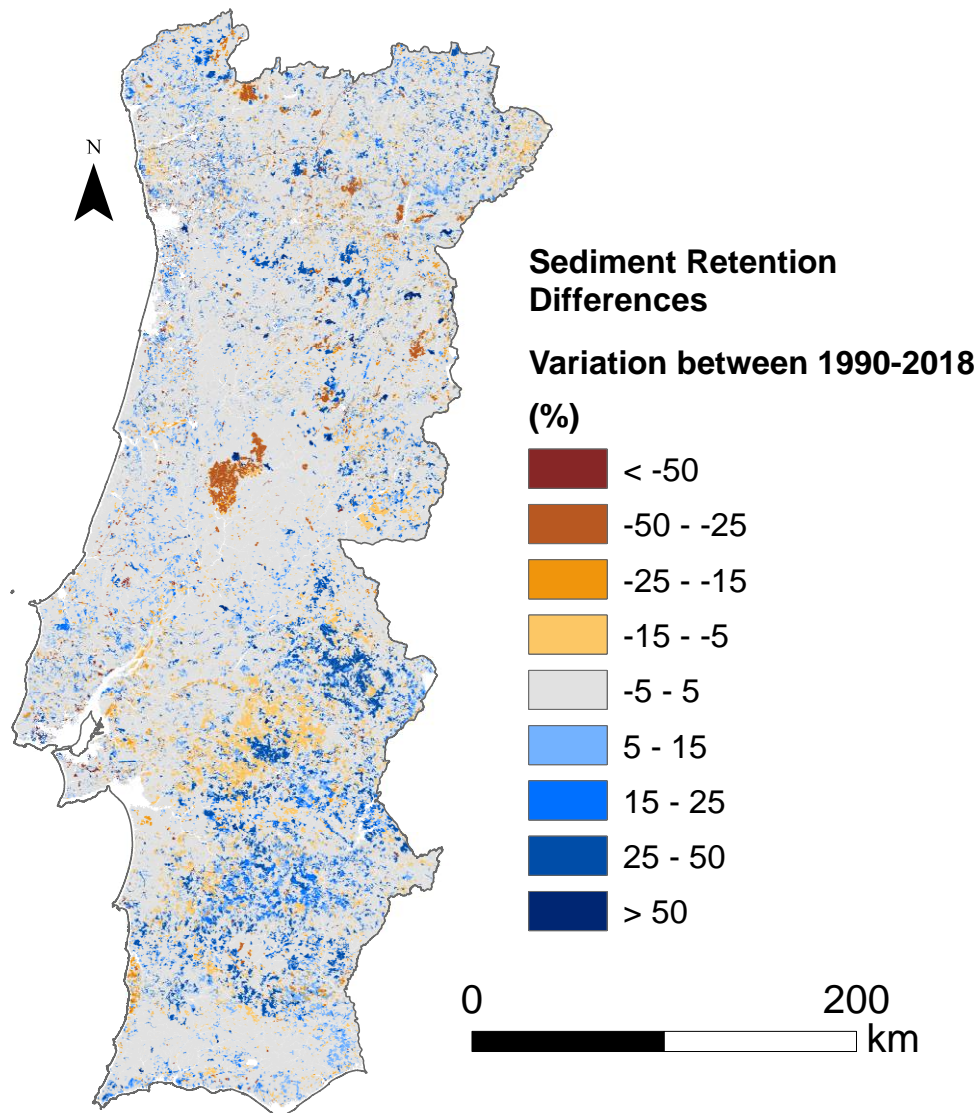 N
Sediment Retention
Differences
Variation between 1990-2018
(%)
< -50
-50 - -25
-25 - -15
-15 - -5
-5 - 5
5 - 15
15 - 25
25 - 50
> 50
0 200
km